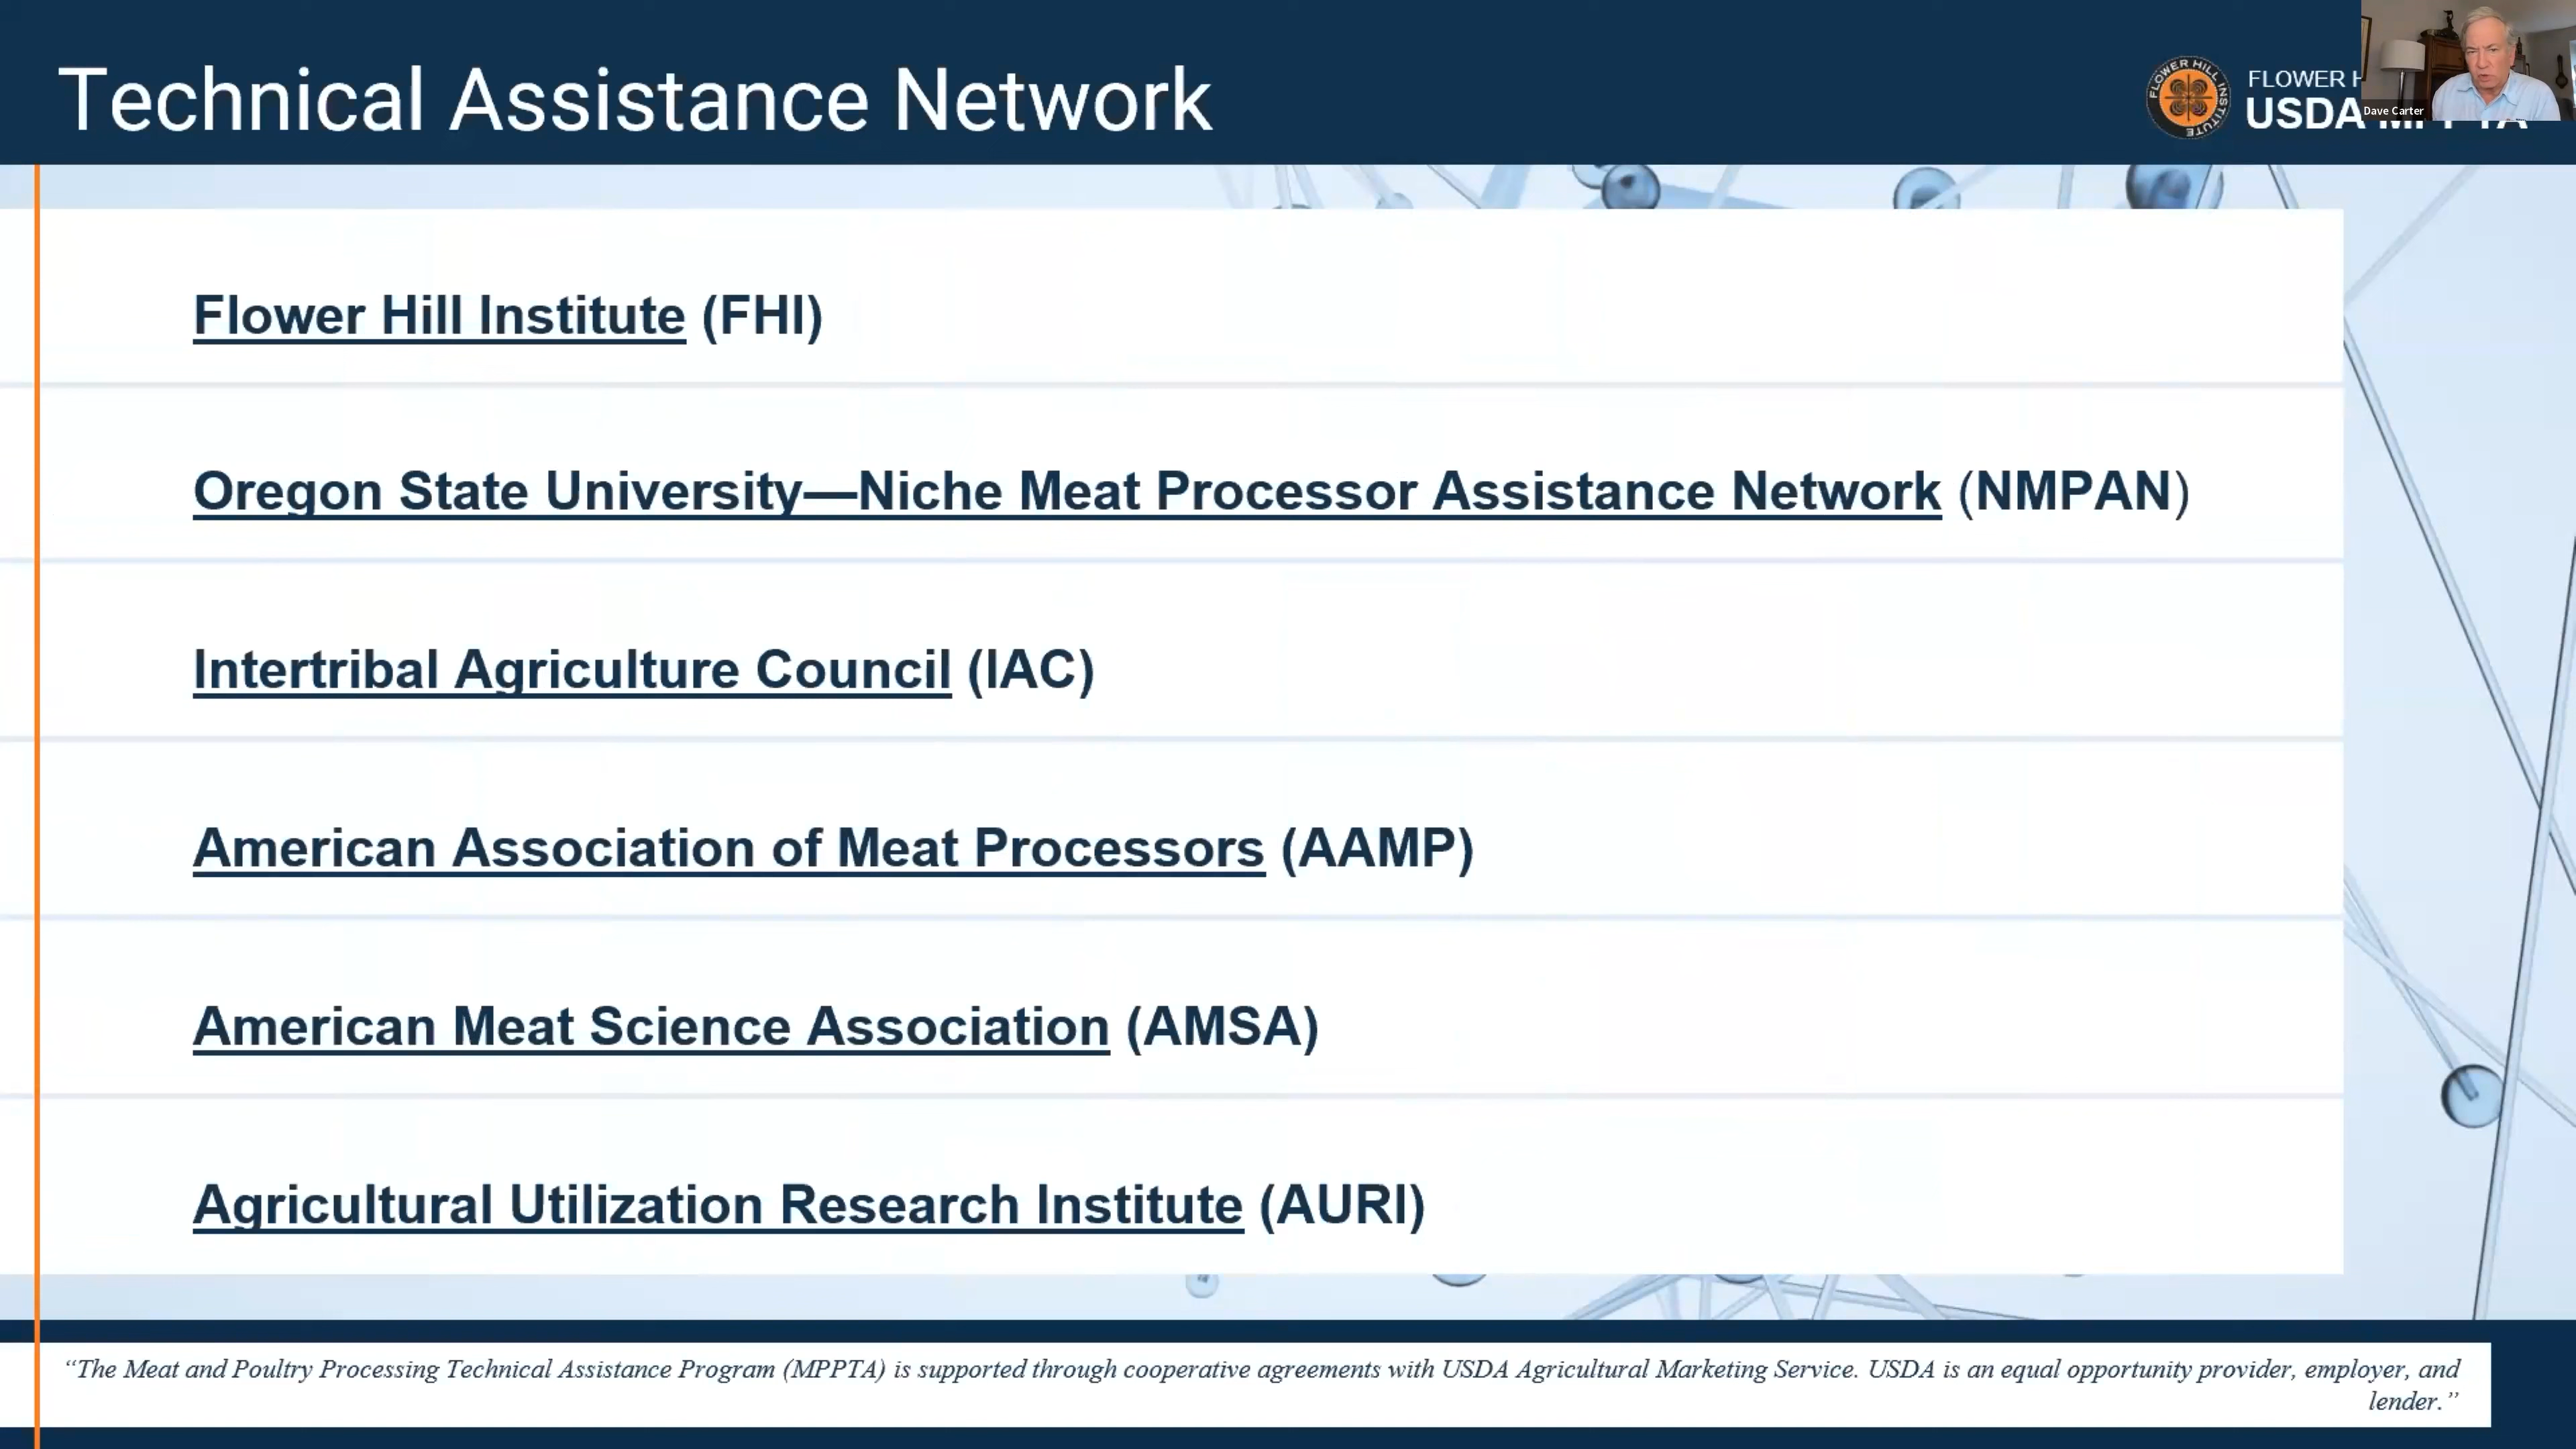 Technical Assistance Network
FLOWER HILL INSTITUTE
FLOWER
USDA
Dave Carter
Flower Hill Institute (FHI)
Oregon State University—Niche Meat Processor Assistance Network (NMPAN)
Intertribal Agriculture Council (IAC)
American Association of Meat Processors (AAMP)
American Meat Science Association (AMSA)
Agricultural Utilization Research Institute (AURI)
“The Meat and Poultry Processing Technical Assistance Program (MPPTA) is supported through cooperative agreements with USDA Agricultural Marketing Service. USDA is an equal opportunity provider, employer, and
lender.”